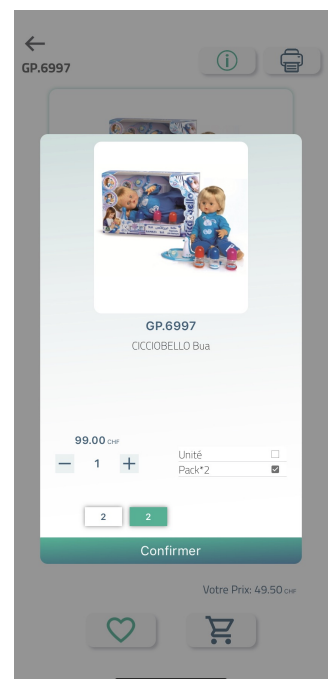 GP.6997
GP.6997
CICCIOBELLO Bua
99.00 CHF
1
Unité
Pack*2
2
2
Confirmer
Votre Prix: 49.50 CHF